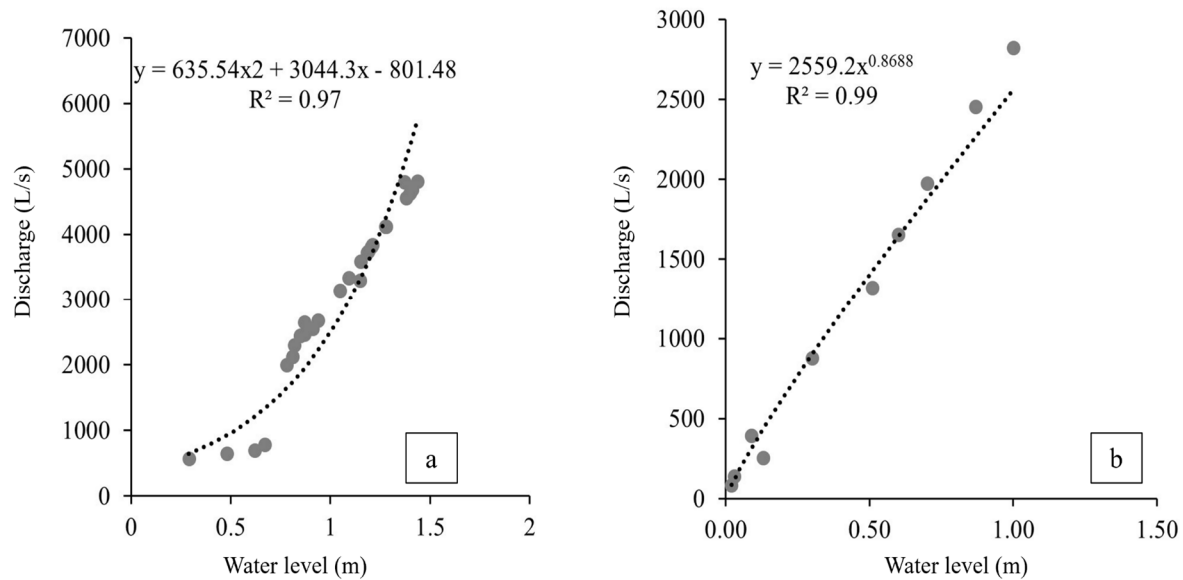 7000
6000
5000
4000
3000
2000
1000
0
y = 635.54x2 + 3044.3x - 801.48
R² = 0.97
Discharge (L/s)
a
0 0.5 1 1.5 2
Water level (m)
3000
2500
2000
1500
1000
500
0
y = 2559.2x^0.8688
R² = 0.99
Discharge (L/s)
b
0.00 0.50 1.00 1.50
Water level (m)